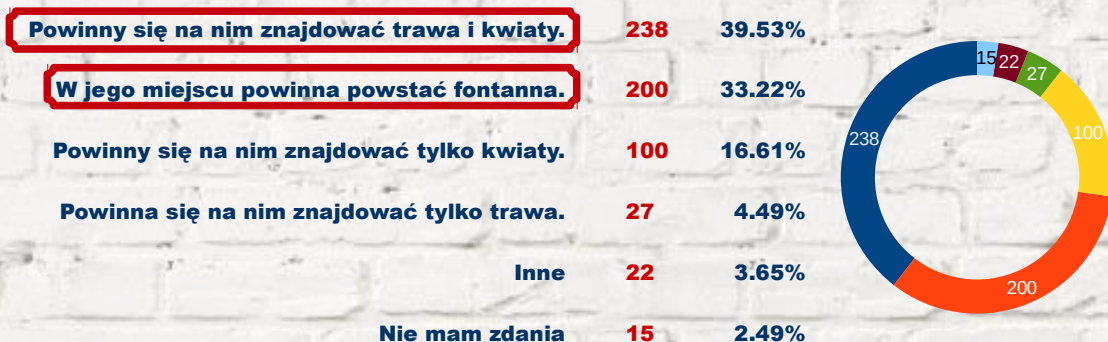 Powinny się na nim znajdować trawa i kwiaty. 238 39.53%
W jego miejscu powinna powstać fontanna. 200 33.22%
Powinny się na nim znajdować tylko kwiaty. 100 16.61%
Powinna się na nim znajdować tylko trawa. 27 4.49%
Inne 22 3.65%
Nie mam zdania 15 2.49%
15
22
27
100
238
200